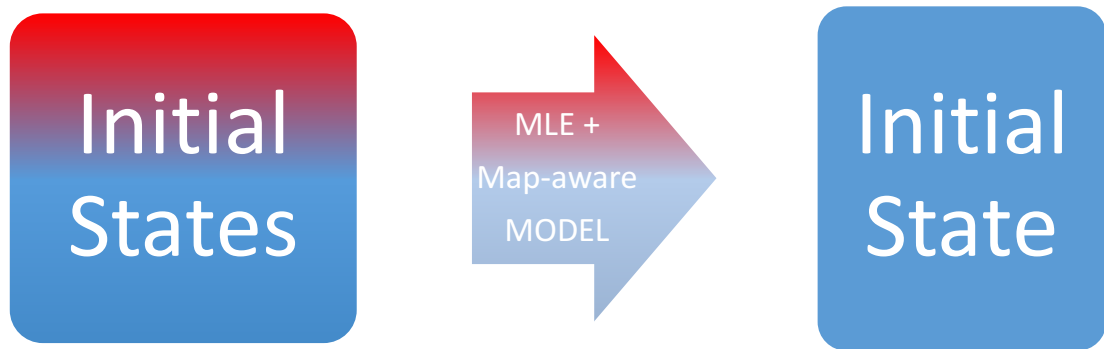 Initial
States
MLE +
Map-aware
MODEL
Initial
State